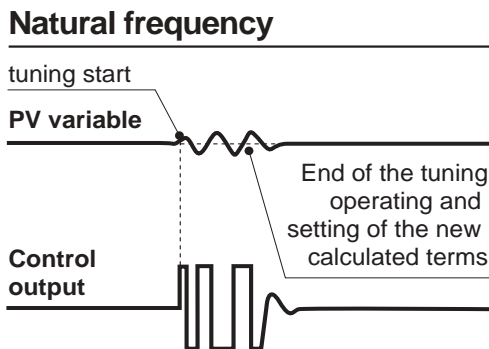 Natural frequency
tuning start
PV variable
End of the tuning
operating and
setting of the new
calculated terms
Control
output